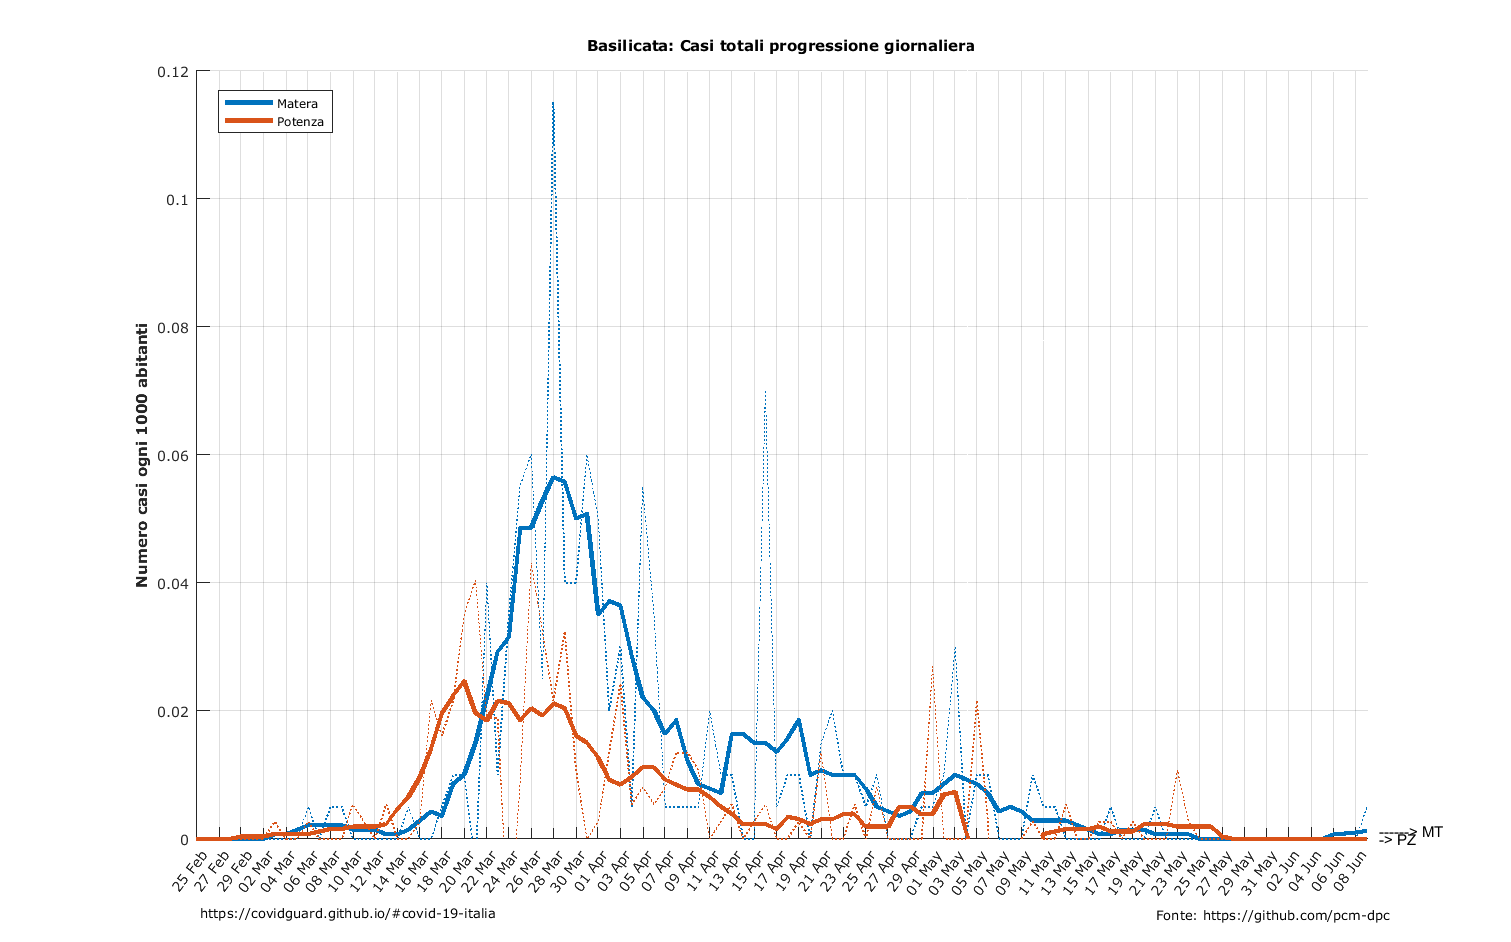 Basilicata: Casi totali progressione giornaliera
Numero casi ogni 1000 abitanti
0.12
0.1
0.08
0.06
0.04
0.02
0
Matera
Potenza
25 Feb
27 Feb
29 Feb
02 Mar
04 Mar
06 Mar
08 Mar
10 Mar
12 Mar
14 Mar
16 Mar
18 Mar
20 Mar
22 Mar
24 Mar
26 Mar
28 Mar
30 Mar
01 Apr
03 Apr
05 Apr
07 Apr
09 Apr
11 Apr
13 Apr
15 Apr
17 Apr
19 Apr
21 Apr
23 Apr
25 Apr
27 Apr
29 Apr
01 May
03 May
05 May
07 May
09 May
11 May
13 May
15 May
17 May
19 May
21 May
23 May
25 May
27 May
29 May
31 May
02 Jun
04 Jun
06 Jun
08 Jun
------> MT
-> PZ
https://covidguard.github.io/#covid-19-italia
Fonte: https://github.com/pcm-dpc